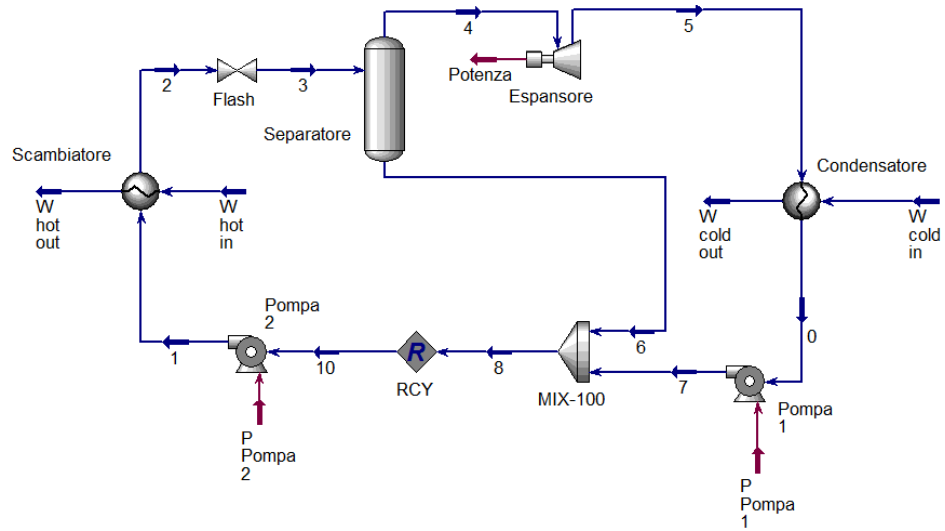 4
5
2
Flash
3
Potenza
Espansore
Separatore
Scambiatore
Condensatore
W
hot
out
W
hot
in
W
cold
out
W
cold
in
Pompa
2
1
10
R
RCY
8
MIX-100
6
7
0
Pompa
1
P
Pompa
2
P
Pompa
1